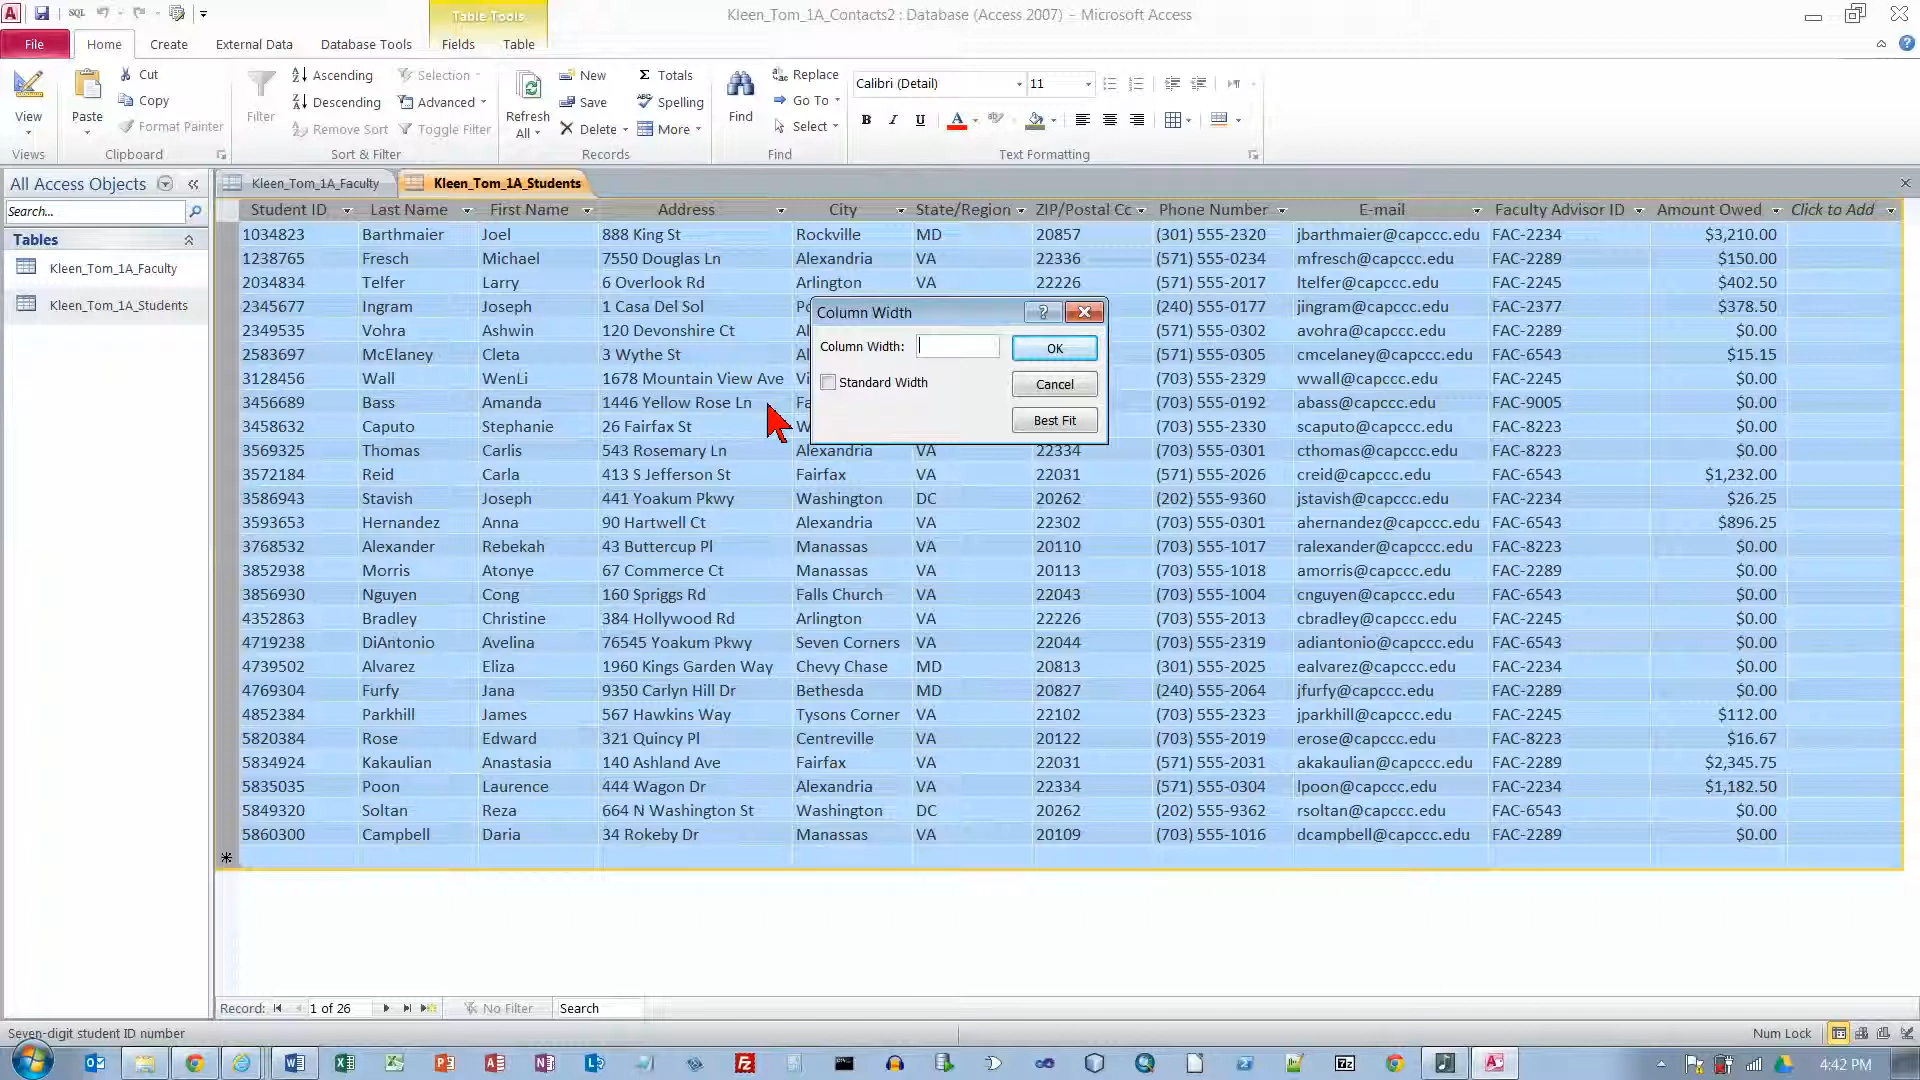 SQL
Table Tools
Kleen_Tom_1A_Contacts2 : Database (Access 2007) – Microsoft Access
File Home Create External Data Database Tools Fields Table
View
Views
Paste
Cut
Copy
Format Painter
Clipboard
Filter
Ascending
Descending
Remove Sort
Selection
Advanced
Toggle Filter
Sort & Filter
Refresh
All
New
Save
Delete
Totals
Spelling
More
Records
Find
Replace
Go To
Select
Find
Calibri (Detail) 11
B I U
Text Formatting
All Access Objects
Search...
Tables
Kleen_Tom_1A_Faculty
Kleen_Tom_1A_Students
Kleen_Tom_1A_Faculty Kleen_Tom_1A_Students
Student ID Last Name First Name Address City State/Region ZIP/Postal Cc Phone Number E-mail Faculty Advisor ID Amount Owed Click to Add
1034823 Barthmaier Joel 888 King St Rockville MD 20857 (301) 555-2320 jbarthmaier@capccc.edu FAC-2234 $3,210.00
1238765 Fresch Michael 7550 Douglas Ln Alexandria VA 22336 (571) 555-0234 mfresch@capccc.edu FAC-2289 $150.00
2034834 Telfer Larry 6 Overlook Rd Arlington VA 22226 (571) 555-2017 ltelfer@capccc.edu FAC-2245 $402.50
2345677 Ingram Joseph 1 Casa Del Sol Po (240) 555-0177 jingram@capccc.edu FAC-2377 $378.50
2349535 Vohra Ashwin 120 Devonshire Ct Al (571) 555-0302 avohra@capccc.edu FAC-2289 $0.00
2583697 McElaney Cleta 3 Wythe St Al (571) 555-0305 cmcelaney@capccc.edu FAC-6543 $15.15
3128456 Wall WenLi 1678 Mountain View Ave Vi (703) 555-2329 wwall@capccc.edu FAC-2245 $0.00
3456689 Bass Amanda 1446 Yellow Rose Ln Fa (703) 555-0192 abass@capccc.edu FAC-9005 $0.00
3458632 Caputo Stephanie 26 Fairfax St W (703) 555-2330 scaputo@capccc.edu FAC-8223 $0.00
3569325 Thomas Carlis 543 Rosemary Ln Alexandria VA 22334 (703) 555-0301 cthomas@capccc.edu FAC-8223 $0.00
3572184 Reid Carla 413 S Jefferson St Fairfax VA 22031 (571) 555-2026 creid@capccc.edu FAC-6543 $1,232.00
3586943 Stavish Joseph 441 Yoakum Pkwy Washington DC 20262 (202) 555-9360 jstavish@capccc.edu FAC-2234 $26.25
3593653 Hernandez Anna 90 Hartwell Ct Alexandria VA 22302 (703) 555-0301 ahernandez@capccc.edu FAC-6543 $896.25
3768532 Alexander Rebekah 43 Buttercup Pl Manassas VA 20110 (703) 555-1017 ralexander@capccc.edu FAC-8223 $0.00
3852938 Morris Atonye 67 Commerce Ct Manassas VA 20113 (703) 555-1018 amorris@capccc.edu FAC-2289 $0.00
3856930 Nguyen Cong 160 Spriggs Rd Falls Church VA 22043 (703) 555-1004 cnguyen@capccc.edu FAC-2289 $0.00
4352863 Bradley Christine 384 Hollywood Rd Arlington VA 22226 (703) 555-2013 cbradley@capccc.edu FAC-2245 $0.00
4719238 DiAntonio Avelina 76545 Yoakum Pkwy Seven Corners VA 22044 (703) 555-2319 adiantonio@capccc.edu FAC-6543 $0.00
4739502 Alvarez Eliza 1960 Kings Garden Way Chevy Chase MD 20813 (301) 555-2025 ealvarez@capccc.edu FAC-2234 $0.00
4769304 Furfy Jana 9350 Carlyn Hill Dr Bethesda MD 20827 (240) 555-2064 jfurfy@capccc.edu FAC-2289 $0.00
4852384 Parkhill James 567 Hawkins Way Tysons Corner VA 22102 (703) 555-2323 jparkhill@capccc.edu FAC-2245 $112.00
5820384 Rose Edward 321 Quincy Pl Centreville VA 20122 (703) 555-2019 erose@capccc.edu FAC-8223 $16.67
5834924 Kakaulian Anastasia 140 Ashland Ave Fairfax VA 22031 (571) 555-2031 akakaulian@capccc.edu FAC-2289 $2,345.75
5835035 Poon Laurence 444 Wagon Dr Alexandria VA 22334 (571) 555-0304 lpoon@capccc.edu FAC-2234 $1,182.50
5849320 Soltan Reza 664 N Washington St Washington DC 20262 (202) 555-9362 rsoltan@capccc.edu FAC-6543 $0.00
5860300 Campbell Daria 34 Rokeby Dr Manassas VA 20109 (703) 555-1016 dcampbell@capccc.edu FAC-2289 $0.00
Column Width
Column Width:
OK
Standard Width
Cancel
Best Fit
Record: 1 of 26 No Filter Search
Seven-digit student ID number
Num Lock
4:42 PM